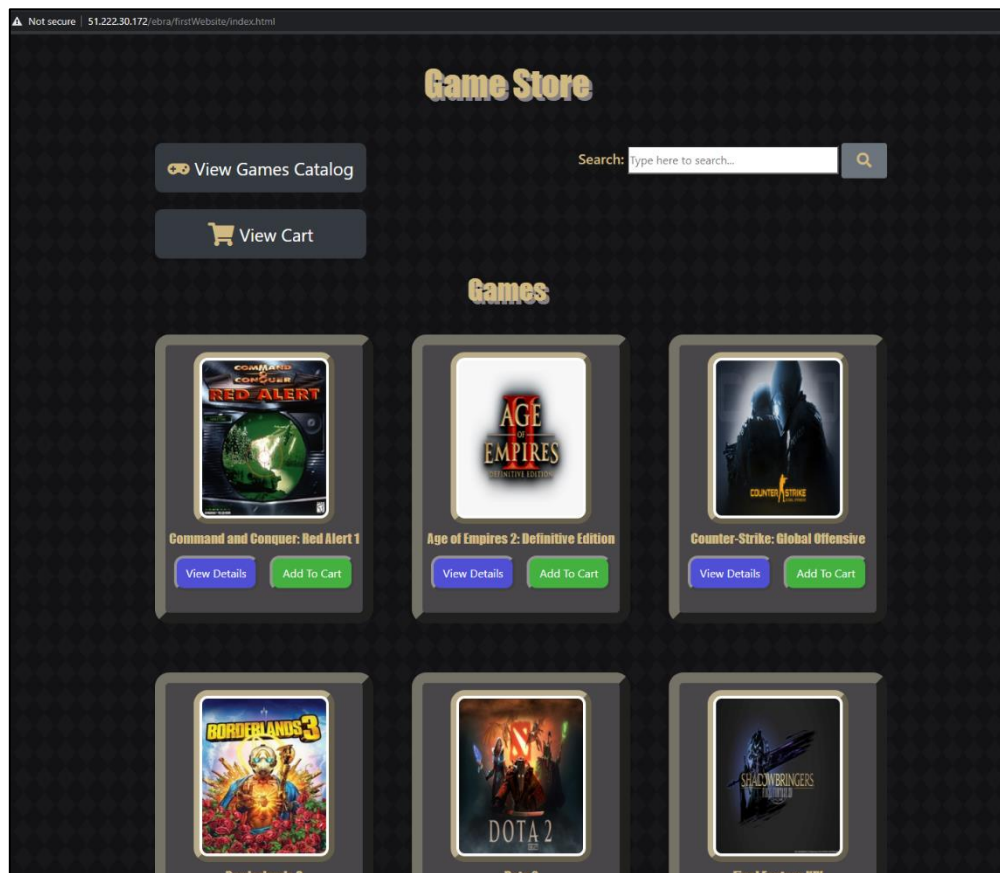 Not secure | 51.222.30.172/ebra/firstWebsite/index.html
Game Store
View Games Catalog
Search: Type here to search...
View Cart
Games
COMMAND & CONQUER RED ALERT
AGE OF EMPIRES II DEFINITIVE EDITION
COUNTER STRIKE
Command and Conquer: Red Alert 1
Age of Empires 2: Definitive Edition
Counter-Strike: Global Offensive
View Details Add To Cart
View Details Add To Cart
View Details Add To Cart
BORDERLANDS 3
DOTA 2
SHADOWBRINGERS